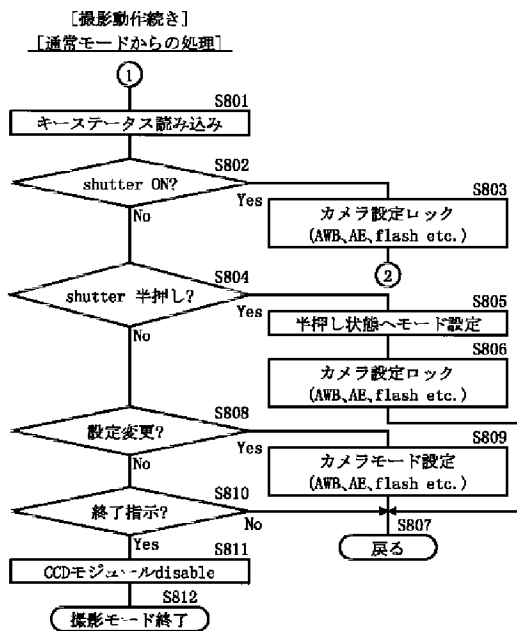 [撮影動作続き]
[通常モードからの処理]
1
S801
キーステータス読み込み
S802
shutter ON?
Yes
No
S803
カメラ設定ロック
(AWB、AE、flash etc.)
2
S804
shutter 半押し?
Yes
No
S805
半押し状態へモード設定
S806
カメラ設定ロック
(AWB、AE、flash etc.)
S808
設定変更?
Yes
No
S809
カメラモード設定
(AWB、AE、flash etc.)
S810
終了指示?
No
Yes
S807
戻る
S811
CCDモジュールdisable
S812
撮影モード終了